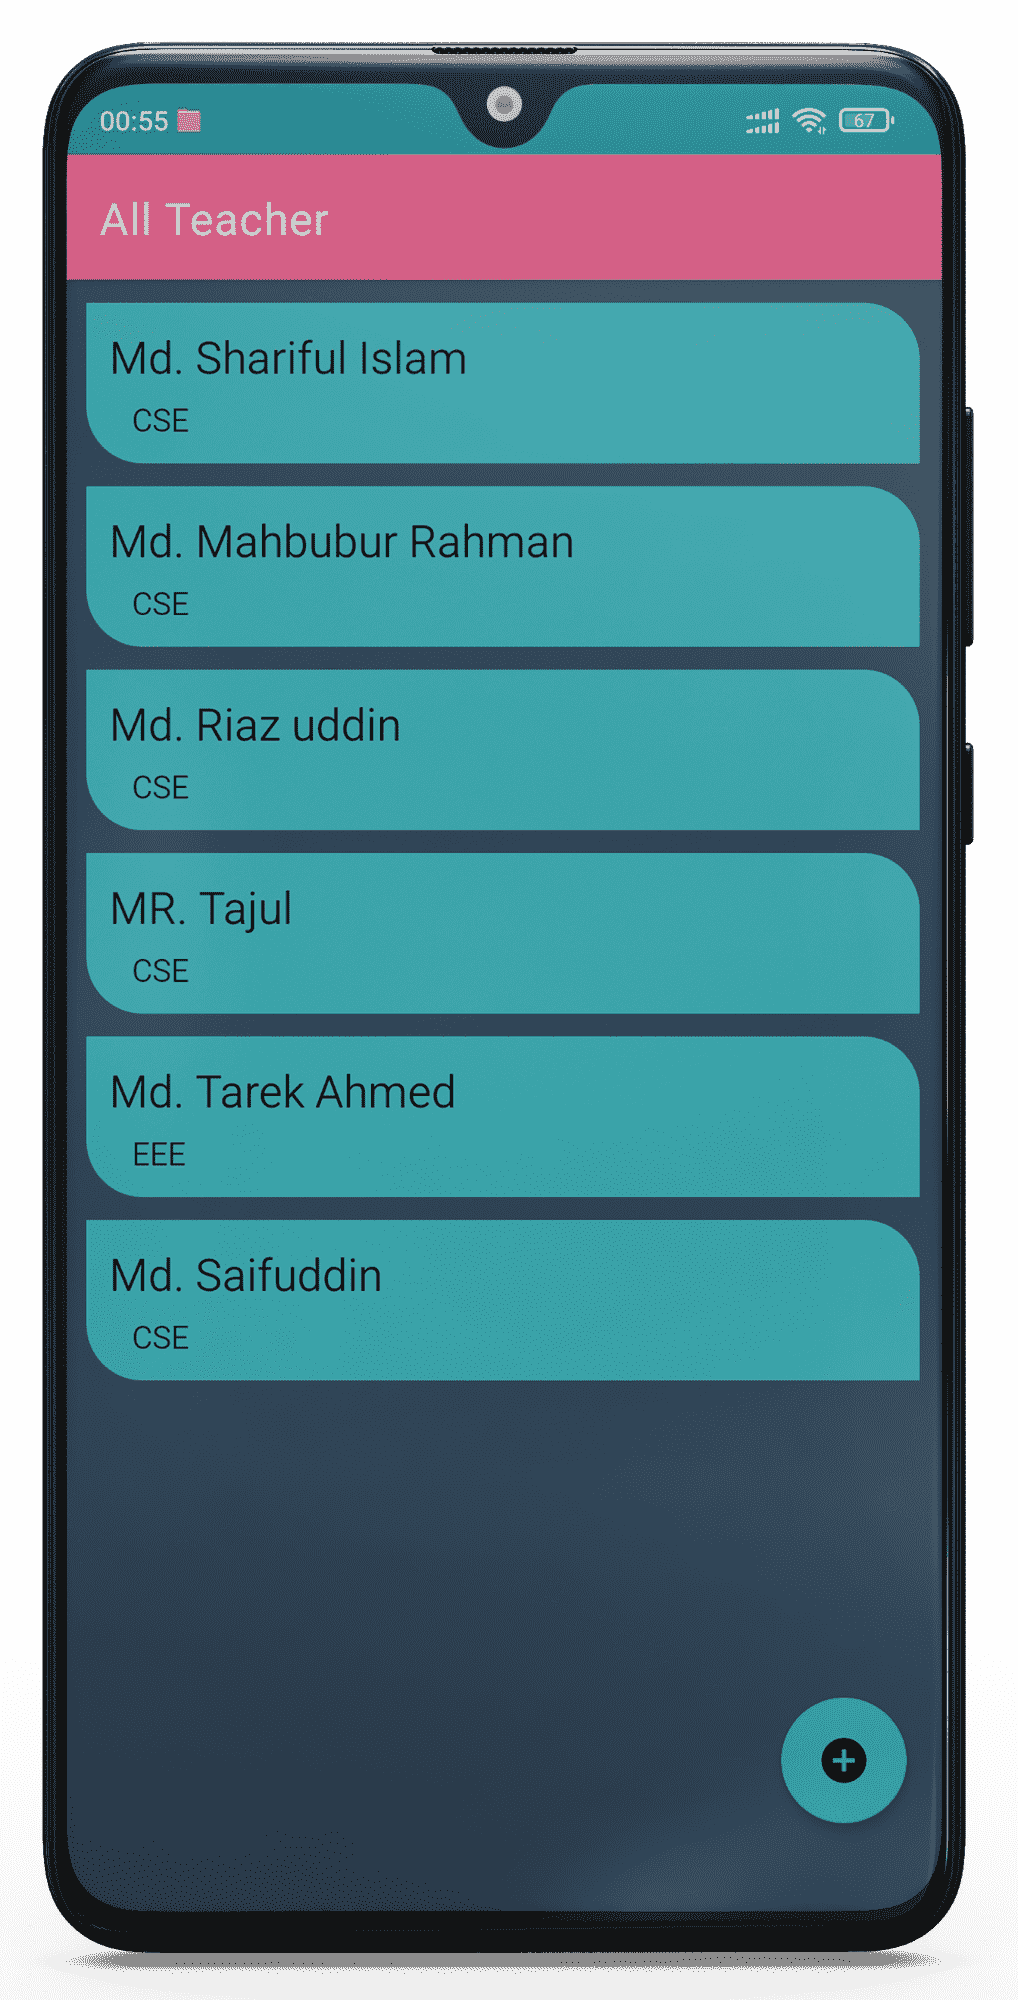 00:55
67
All Teacher
Md. Shariful Islam
CSE
Md. Mahbubur Rahman
CSE
Md. Riaz uddin
CSE
MR. Tajul
CSE
Md. Tarek Ahmed
EEE
Md. Saifuddin
CSE